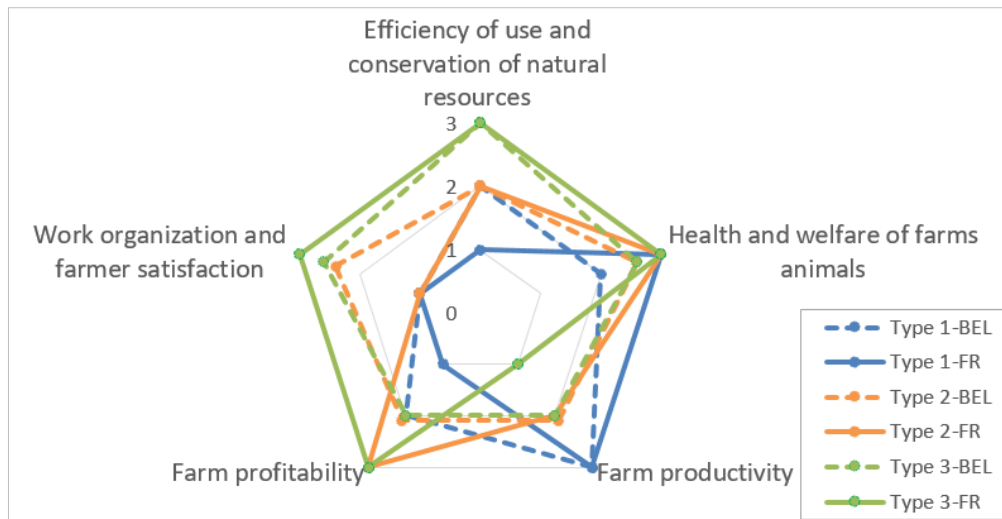 Efficiency of use and
conservation of natural
resources
3
2
1
0
Work organization and
farmer satisfaction
Health and welfare of farms
animals
Farm profitability
Farm productivity
Type 1-BEL
Type 1-FR
Type 2-BEL
Type 2-FR
Type 3-BEL
Type 3-FR